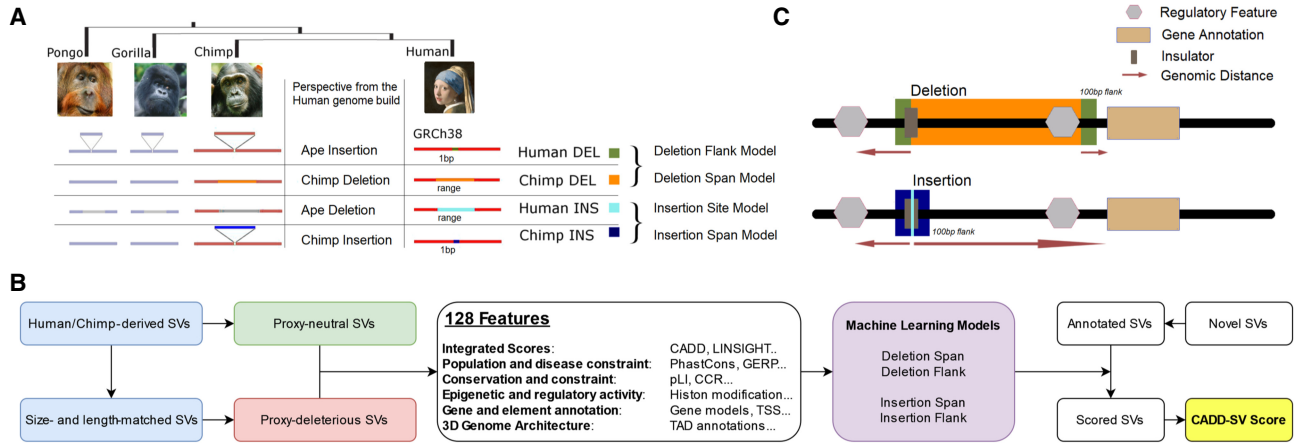 A
Pongo
Gorilla
Chimp
Human
Perspective from the
Human genome build
GRCh38
Ape Insertion
1bp
Human DEL
Deletion Flank Model
Chimp Deletion
range
Chimp DEL
Deletion Span Model
Ape Deletion
range
Human INS
Insertion Site Model
Chimp Insertion
1bp
Chimp INS
Insertion Span Model
C
Regulatory Feature
Gene Annotation
Insulator
Genomic Distance
Deletion
100bp flank
Insertion
100bp flank
B
Human/Chimp-derived SVs
Proxy-neutral SVs
Size- and length-matched SVs
Proxy-deleterious SVs
128 Features
Integrated Scores: CADD, LINSIGHT..
Population and disease constraint: PhastCons, GERP...
Conservation and constraint: pLI, CCR...
Epigenetic and regulatory activity: Histon modification...
Gene and element annotation: Gene models, TSS...
3D Genome Architecture: TAD annotations...
Machine Learning Models
Deletion Span
Deletion Flank
Insertion Span
Insertion Flank
Annotated SVs
Novel SVs
Scored SVs
CADD-SV Score